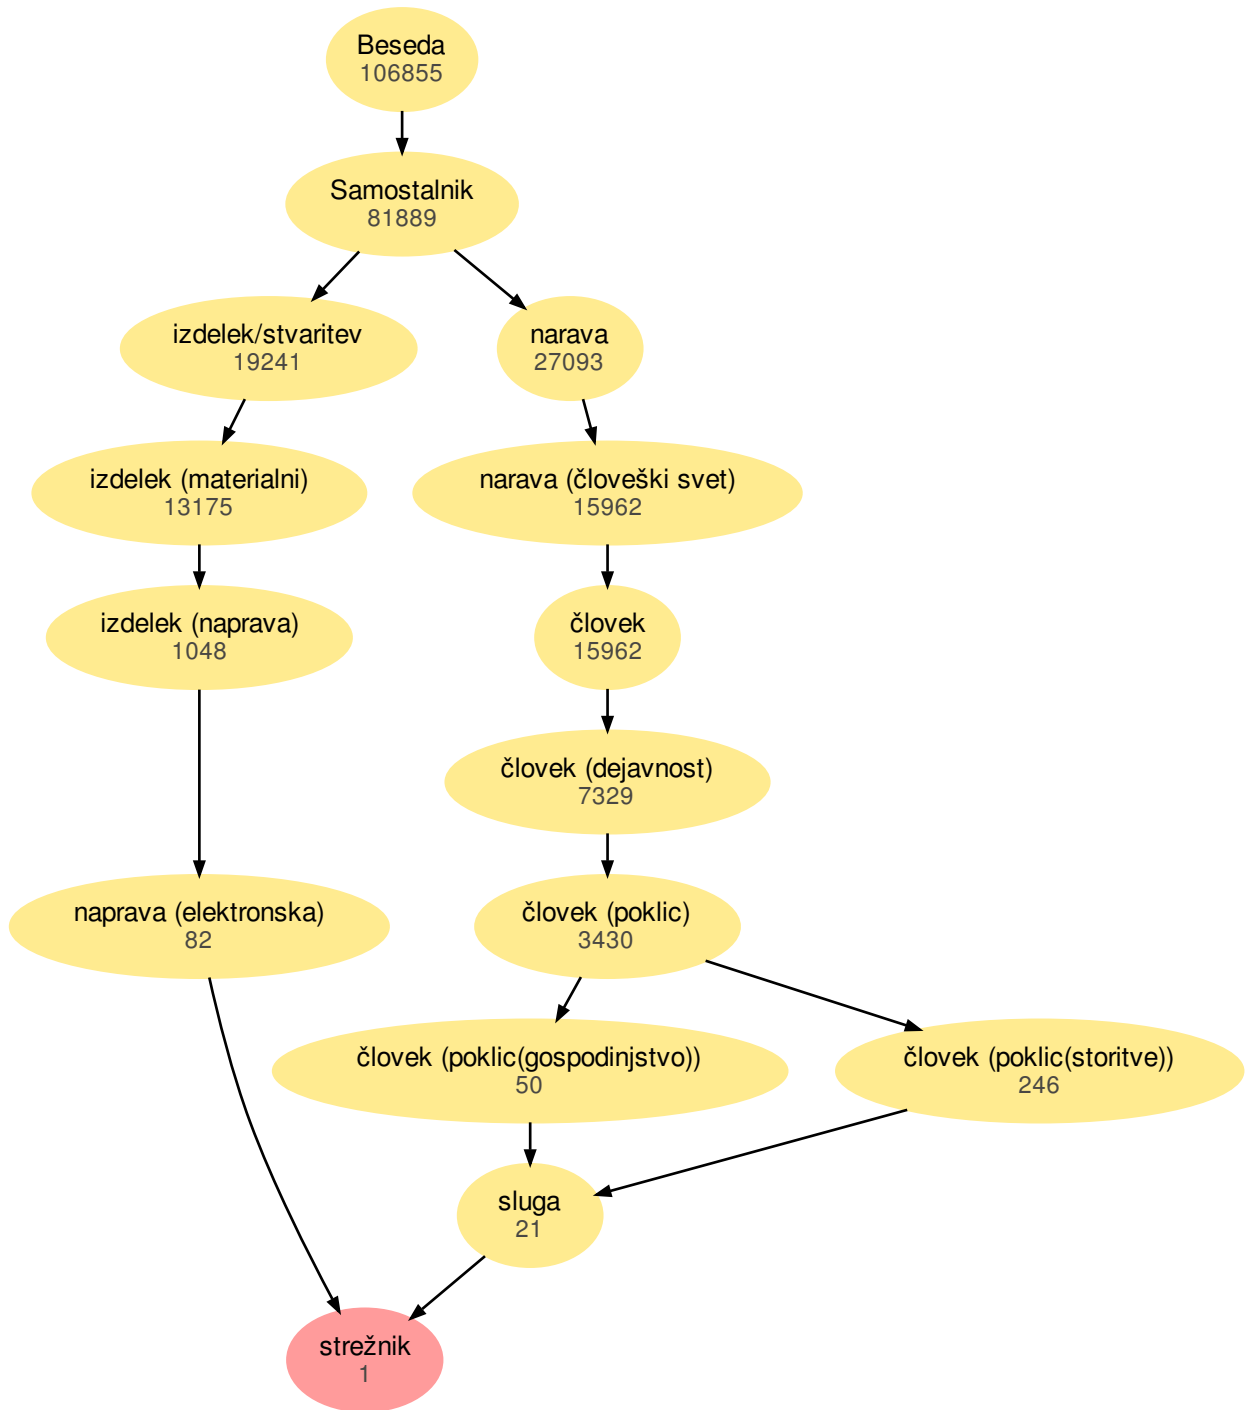 Beseda
106855
Samostalnik
81889
izdelek/stvaritev
19241
narava
27093
izdelek (materialni)
13175
narava (človeški svet)
15962
izdelek (naprava)
1048
človek
15962
človek (dejavnost)
7329
naprava (elektronska)
82
človek (poklic)
3430
človek (poklic(gospodinjstvo))
50
človek (poklic(storitve))
246
sluga
21
strežnik
1